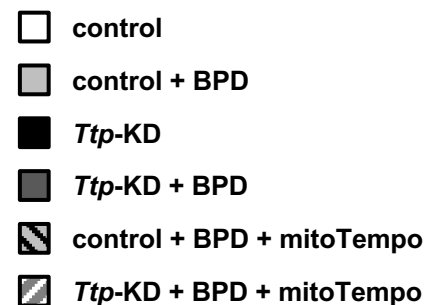 control
control + BPD
Ttp-KD
Ttp-KD + BPD
control + BPD + mitoTempo
Ttp-KD + BPD + mitoTempo